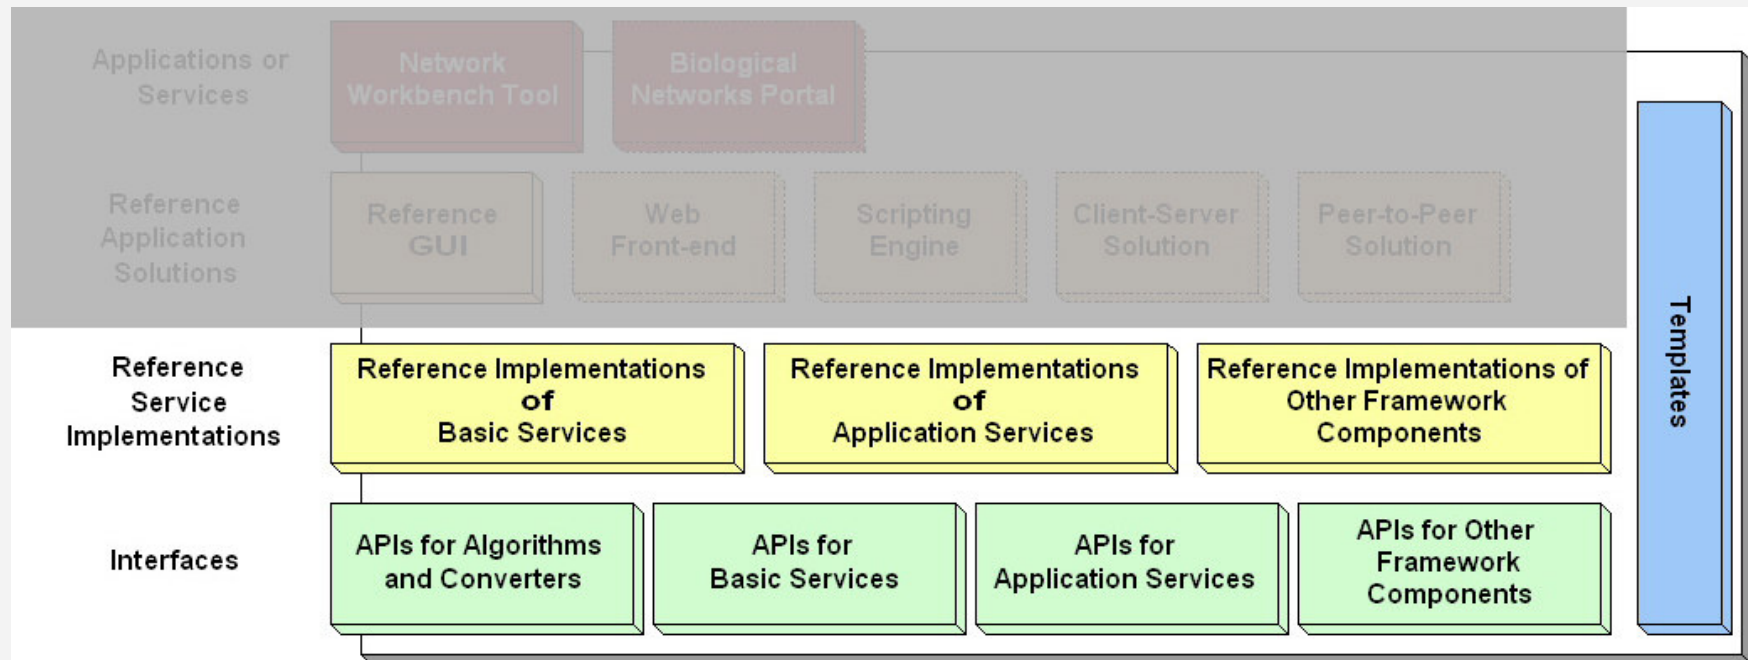 Applications or
Services
Network
Workbench Tool
Biological
Networks Portal
Reference
Application
Solutions
Reference
GUI
Web
Front-end
Scripting
Engine
Client-Server
Solution
Peer-to-Peer
Solution
Templates
Reference
Service
Implementations
Reference Implementations
of
Basic Services
Reference Implementations
of
Application Services
Reference Implementations of
Other Framework
Components
Interfaces
APIs for Algorithms
and Converters
APIs for
Basic Services
APIs for
Application Services
APIs for Other
Framework
Components